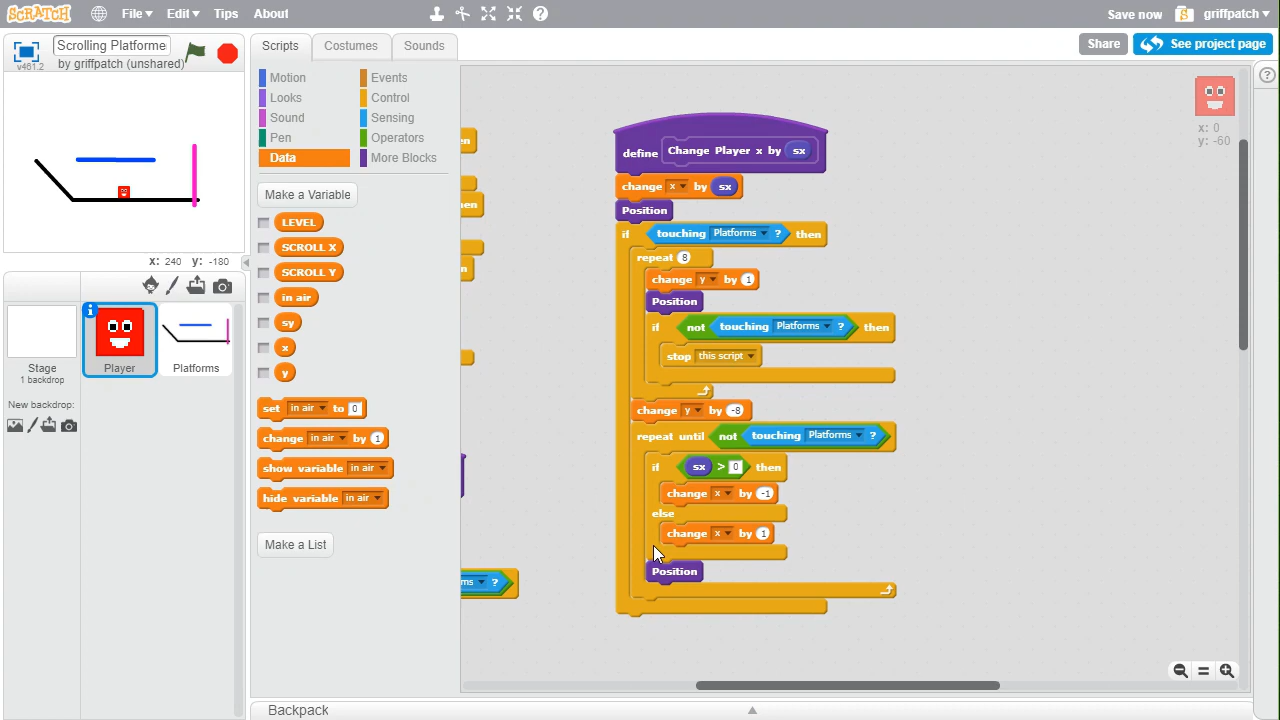 SCRATCH File▼ Edit▼ Tips About Save now griffpatch▼
Scrolling Platforme
by griffpatch (unshared)
v461.2
Scripts Costumes Sounds
Share See project page
Motion Events
Looks Control
Sound Sensing
Pen Operators
Data More Blocks
Make a Variable
LEVEL
SCROLL X
SCROLL Y
in air
sy
x
y
set in air to 0
change in air by 1
show variable in air
hide variable in air
Make a List
x: 240 y: -180
Stage
1 backdrop
New backdrop:
Player
Platforms
define Change Player x by sx
change x by sx
Position
if touching Platforms ? then
repeat 8
change y by 1
Position
if not touching Platforms ? then
stop this script
change y by -8
repeat until not touching Platforms ?
if sx > 0 then
change x by -1
else
change x by 1
Position
ms ?
x: 0
y: -60
Backpack